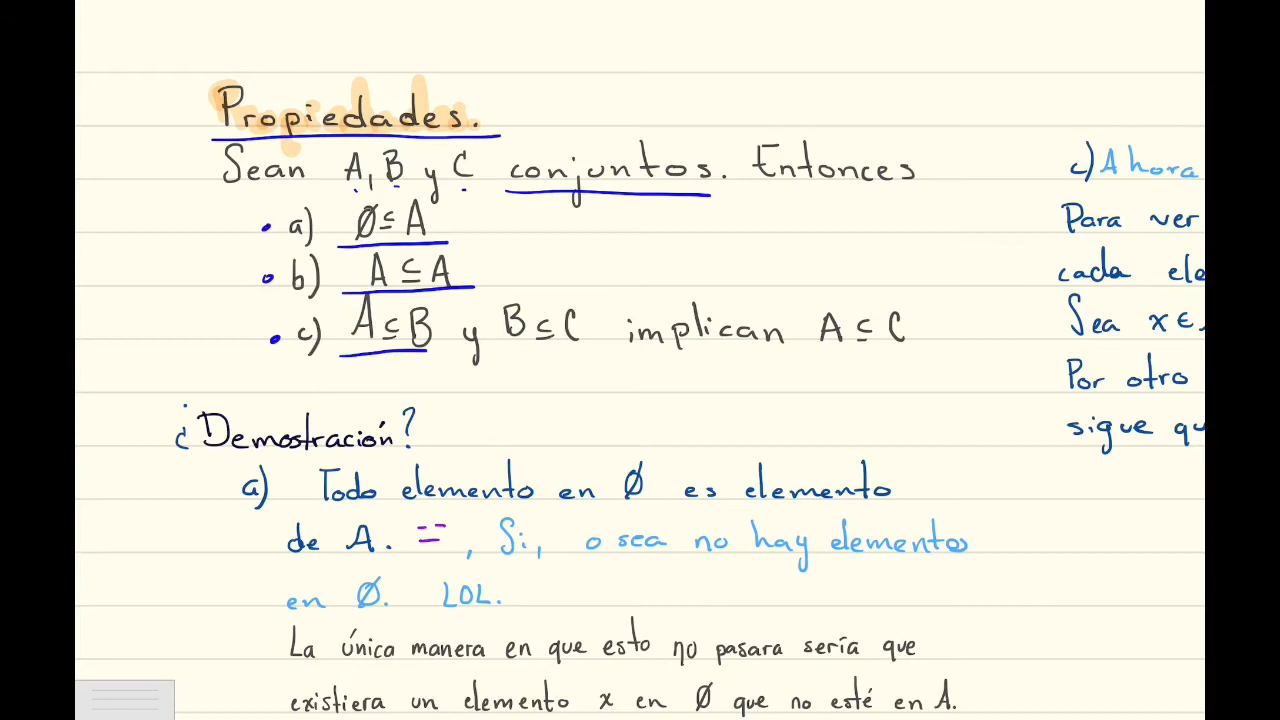 Propiedades.
Sean A, B y C conjuntos. Entonces
a) ∅ ⊆ A
b) A ⊆ A
c) A ⊆ B y B ⊆ C implican A ⊆ C
¿Demostración?
a) Todo elemento en ∅ es elemento
de A. , Si, o sea no hay elementos
en ∅. LOL.
La única manera en que esto no pasara sería que
existiera un elemento x en ∅ que no esté en A.
c) Ahora
Para ver
cada ele
Sea x ∈
Por otro
sigue qu